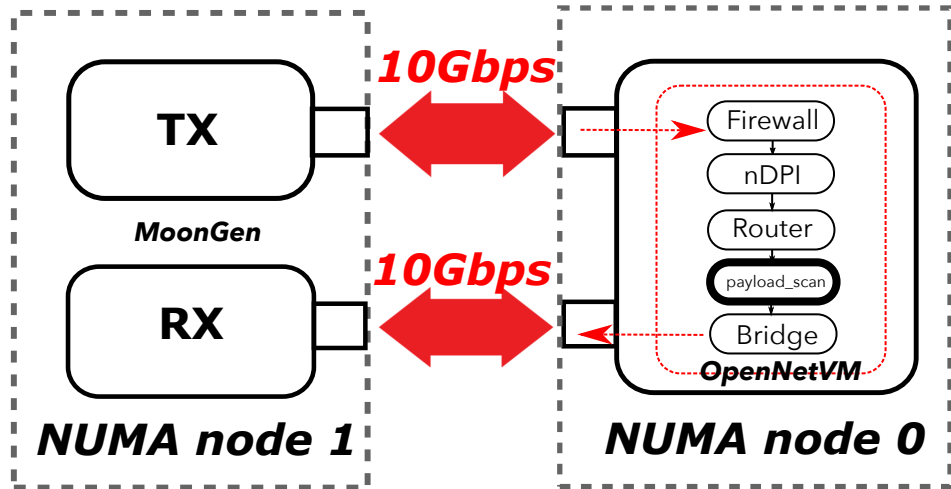 10Gbps
TX
MoonGen
10Gbps
RX
NUMA node 1
Firewall
nDPI
Router
payload_scan
Bridge
OpenNetVM
NUMA node 0